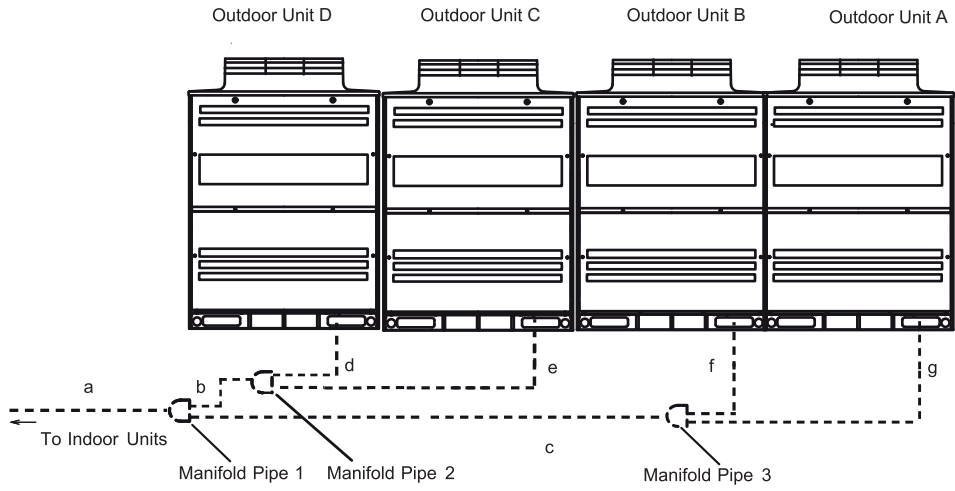 Outdoor Unit D
Outdoor Unit C
Outdoor Unit B
Outdoor Unit A
d
e
f
g
a
b
To Indoor Units
c
Manifold Pipe 1
Manifold Pipe 2
Manifold Pipe 3